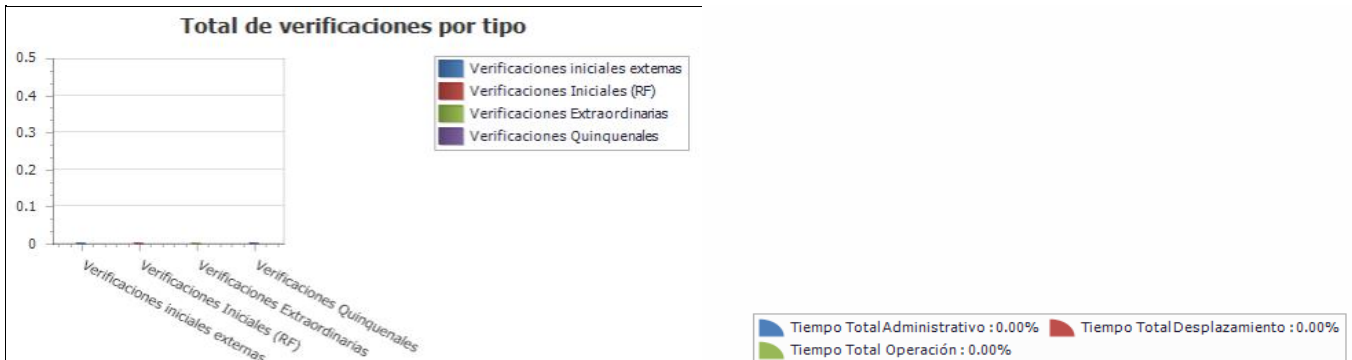 Total de verificaciones por tipo
0.5
0.4
0.3
0.2
0.1
0
Verificaciones iniciales externas
Verificaciones Iniciales (RF)
Verificaciones Extraordinarias
Verificaciones Quinquenales
Verificaciones iniciales externas
Verificaciones Iniciales (RF)
Verificaciones Extraordinarias
Verificaciones Quinquenales
Tiempo Total Administrativo : 0.00% Tiempo Total Desplazamiento : 0.00%
Tiempo Total Operación : 0.00%